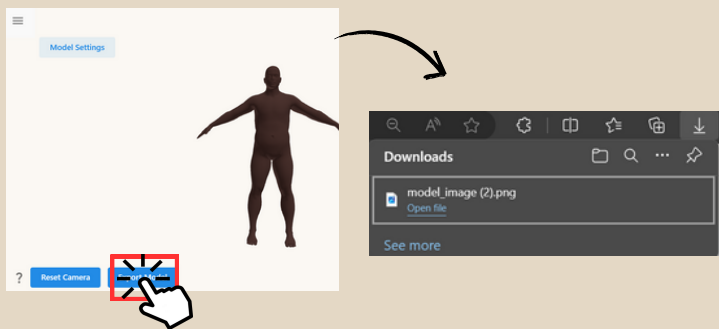 Model Settings
? Reset Camera
Downloads
model_image (2).png
Open file
See more